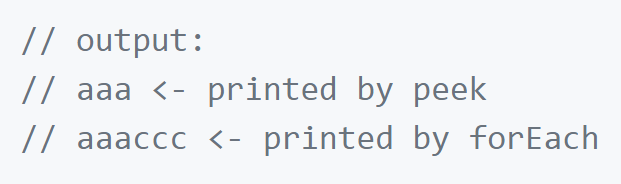 // output:
// aaa <- printed by peek
// aaaccc <- printed by forEach